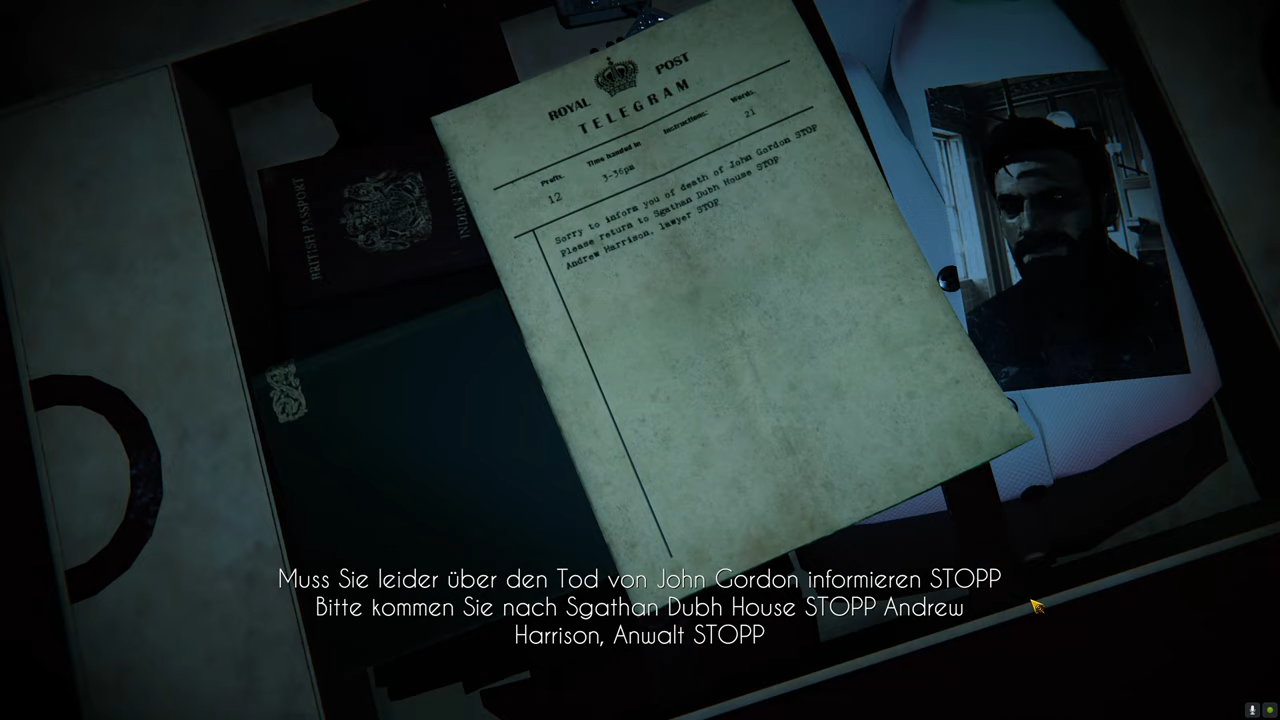 ROYAL POST
TELEGRAM
Prefix. Time handed in Instructions: Words.
12 3-36pm 21
Sorry to inform you of death of John Gordon STOP
Please return to Sgathan Dubh House STOP
Andrew Harrison, lawyer STOP
BRITISH PASSPORT
INDIAN
Muss Sie leider über den Tod von John Gordon informieren STOPP
Bitte kommen Sie nach Sgathan Dubh House STOPP Andrew
Harrison, Anwalt STOPP